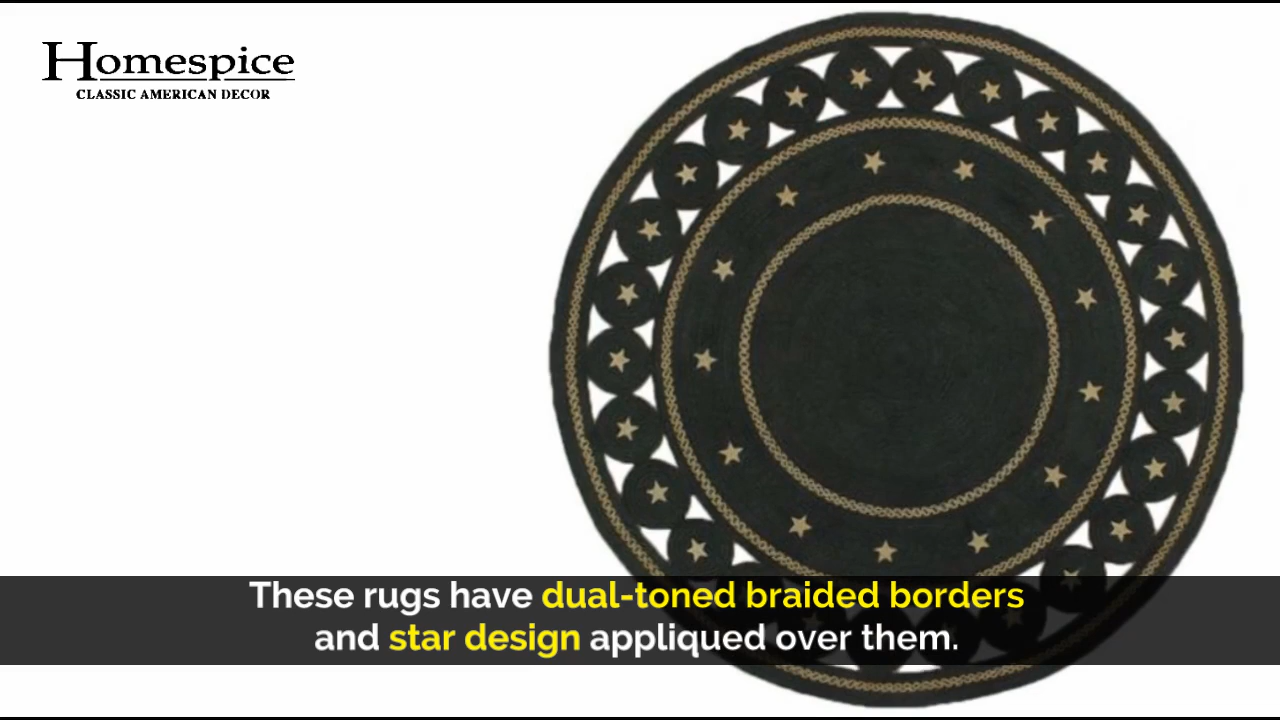 Homespice
CLASSIC AMERICAN DECOR
These rugs have dual-toned braided borders
and star design appliqued over them.